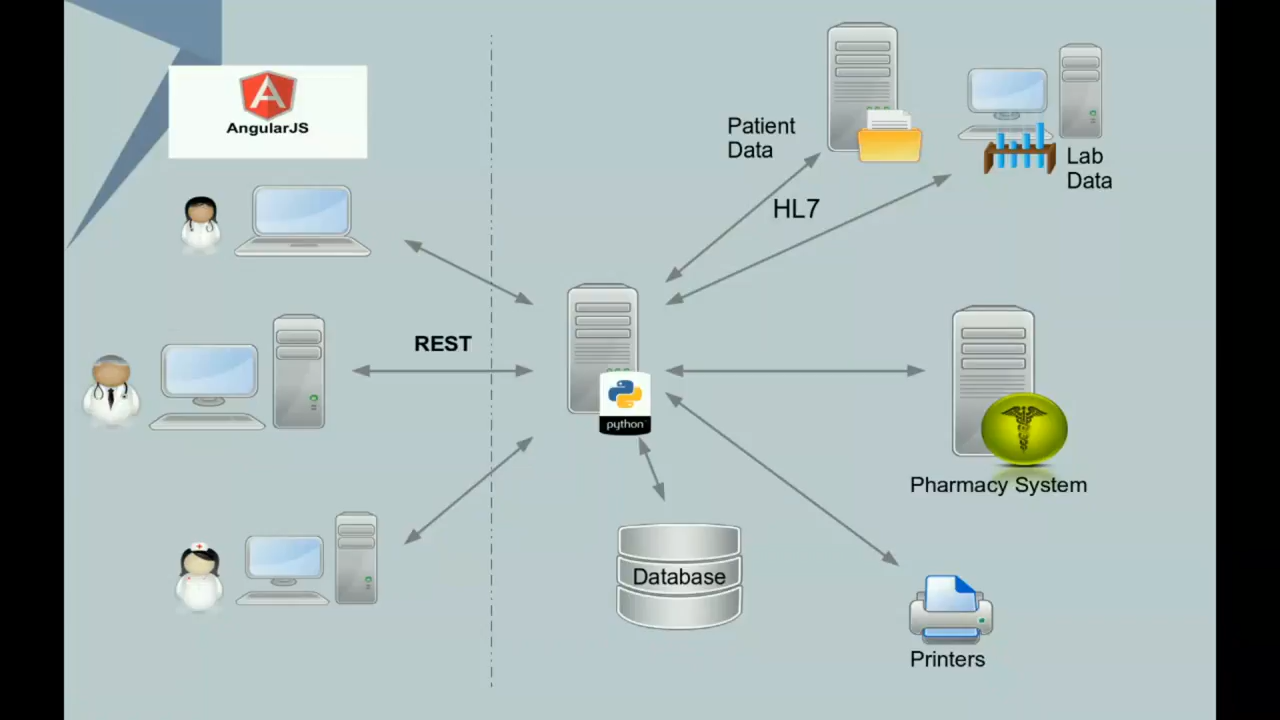 AngularJS
Patient
Data
Lab
Data
HL7
REST
python
Pharmacy System
Database
Printers